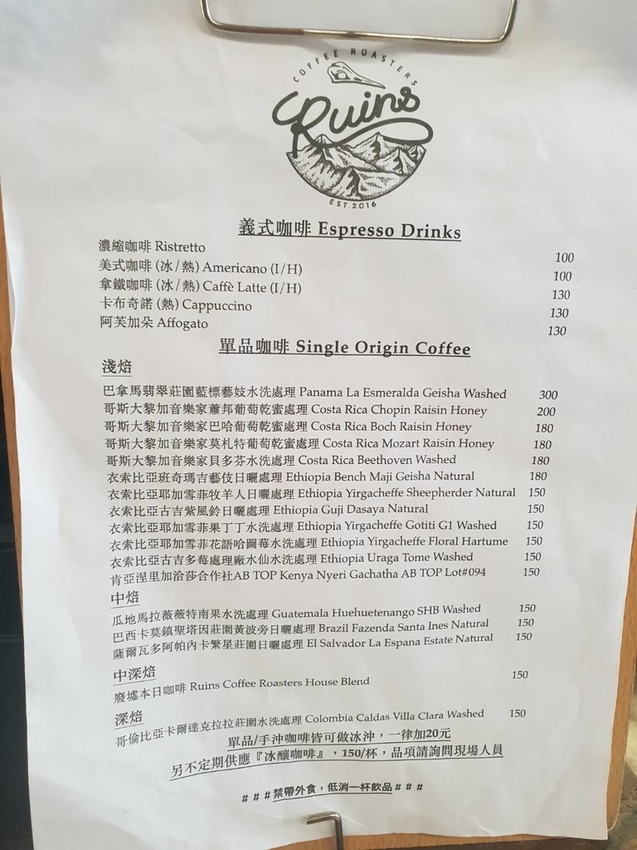 COFFEE ROASTERS
Ruins
EST.2016
義式咖啡 Espresso Drinks
濃縮咖啡 Ristretto 100
美式咖啡 (冰/熱) Americano (I/H) 100
拿鐵咖啡 (冰/熱) Caffè Latte (I/H) 130
卡布奇諾 (熱) Cappuccino 130
阿芙加朵 Affogato 130
單品咖啡 Single Origin Coffee
淺焙
巴拿馬翡翠莊園藍標藝妓水洗處理 Panama La Esmeralda Geisha Washed 300
哥斯大黎加音樂家蕭邦葡萄乾蜜處理 Costa Rica Chopin Raisin Honey 200
哥斯大黎加音樂家巴哈葡萄乾蜜處理 Costa Rica Boch Raisin Honey 180
哥斯大黎加音樂家莫札特葡萄乾蜜處理 Costa Rica Mozart Raisin Honey 180
哥斯大黎加音樂家貝多芬水洗處理 Costa Rica Beethoven Washed 180
衣索比亞班奇瑪吉藝伎日曬處理 Ethiopia Bench Maji Geisha Natural 180
衣索比亞耶加雪菲牧羊人日曬處理 Ethiopia Yirgacheffe Sheepherder Natural 150
衣索比亞古吉紫風鈴日曬處理 Ethiopia Guji Dasaya Natural 150
衣索比亞耶加雪菲果丁丁水洗處理 Ethiopia Yirgacheffe Gotiti G1 Washed 150
衣索比亞耶加雪菲花語哈圖莓水洗處理 Ethiopia Yirgacheffe Floral Hartume 150
衣索比亞古吉多莓處理廠水仙水洗處理 Ethiopia Uraga Tome Washed 150
肯亞涅里加洽莎合作社AB TOP Kenya Nyeri Gachatha AB TOP Lot#094 150
中焙
瓜地馬拉薇薇特南果水洗處理 Guatemala Huehuetenango SHB Washed 150
巴西卡莫鎮聖塔因莊園黃波旁日曬處理 Brazil Fazenda Santa Ines Natural 150
薩爾瓦多阿帕內卡繁星莊園日曬處理 El Salvador La Espana Estate Natural 150
中深焙
廢墟本日咖啡 Ruins Coffee Roasters House Blend 150
深焙
哥倫比亞卡爾達克拉拉莊園水洗處理 Colombia Caldas Villa Clara Washed 150
單品/手沖咖啡皆可做冰沖，一律加20元
另不定期供應『冰釀咖啡』，150/杯，品項請詢問現場人員
###禁帶外食，低消一杯飲品###